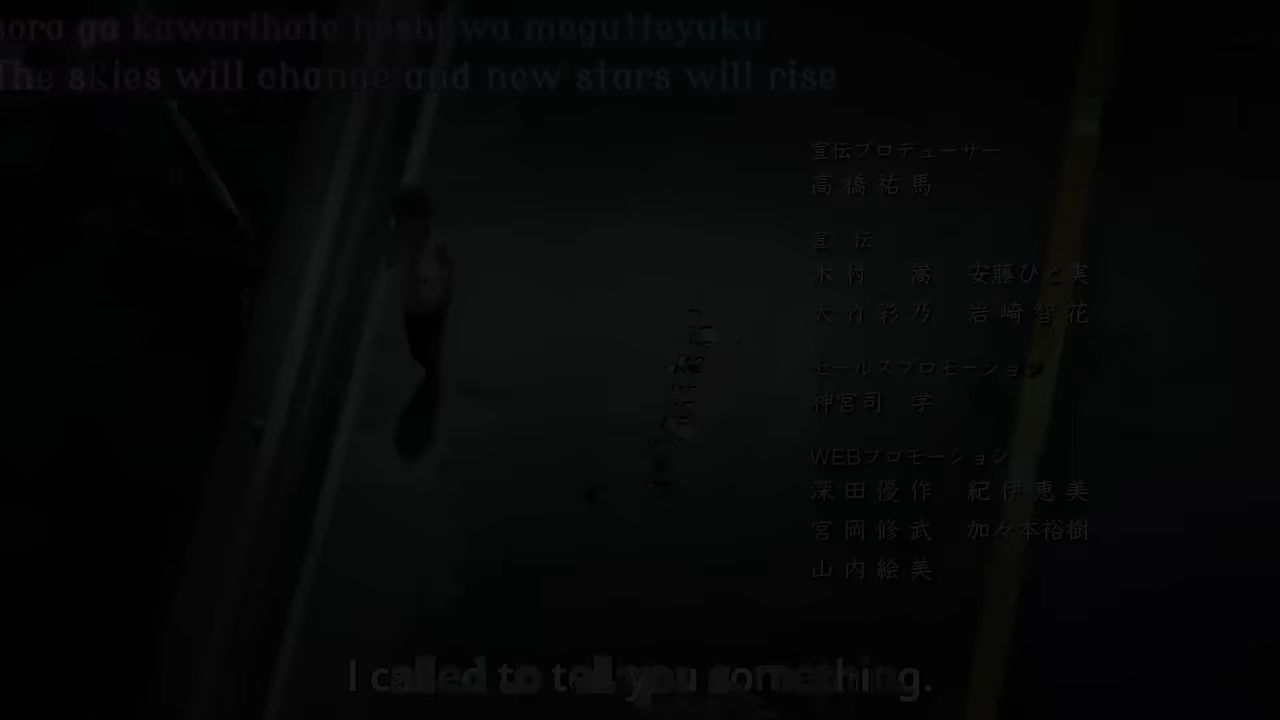 sora ga kawarihate hoshi wa megutteyuku
The skies will change and new stars will rise
宣伝プロデューサー
高橋祐馬
宣 伝
木村 嵩 安藤ひと実
大竹彩乃 岩崎智花
セールスプロモーション
神宮司 学
WEBプロモーション
深田優作 紀伊恵美
宮岡修武 加々本裕樹
山内絵美
I called to tell you something.